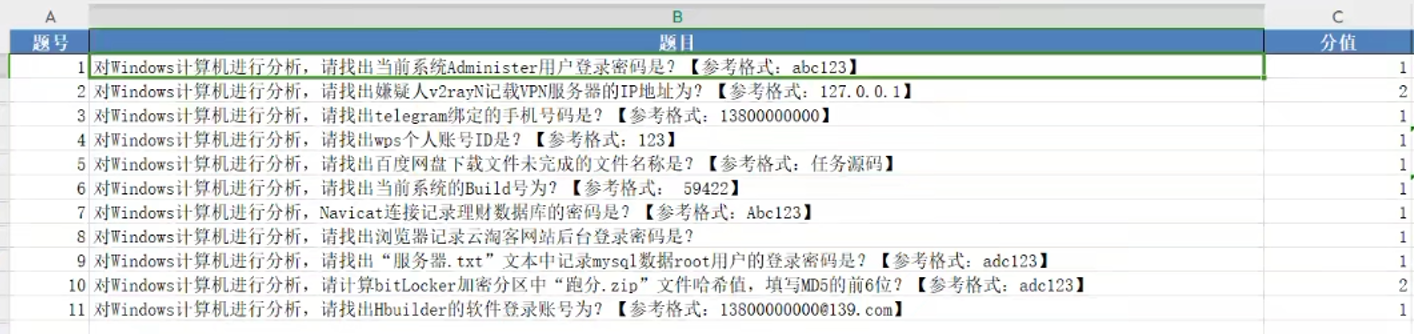 A B C
题号 题目 分值
1 对Windows计算机进行分析，请找出当前系统Administer用户登录密码是？【参考格式：abc123】 1
2 对Windows计算机进行分析，请找出嫌疑人v2rayN记载VPN服务器的IP地址为？【参考格式：127.0.0.1】 2
3 对Windows计算机进行分析，请找出telegram绑定的手机号码是？【参考格式：13800000000】 1
4 对Windows计算机进行分析，请找出wps个人账号ID是？【参考格式：123】 1
5 对Windows计算机进行分析，请找出百度网盘下载文件未完成的文件名称是？【参考格式：任务源码】 1
6 对Windows计算机进行分析，请找出当前系统的Build号为？【参考格式： 59422】 1
7 对Windows计算机进行分析，Navicat连接记录理财数据库的密码是？【参考格式：Abc123】 1
8 对Windows计算机进行分析，请找出浏览器记录云淘客网站后台登录密码是？ 1
9 对Windows计算机进行分析，请找出“服务器.txt”文本中记录mysql数据root用户的登录密码是？【参考格式：adc123】 1
10 对Windows计算机进行分析，请计算bitLocker加密分区中“跑分.zip”文件哈希值，填写MD5的前6位？【参考格式：adc123】 2
11 对Windows计算机进行分析，请找出Hbuilder的软件登录账号为？【参考格式：13800000000@139.com】 1